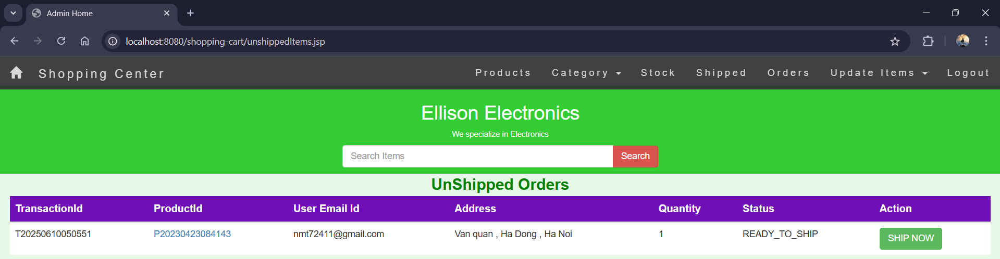 Admin Home
localhost:8080/shopping-cart/unshippedItems.jsp
Shopping Center Products Category Stock Shipped Orders Update Items Logout
Ellison Electronics
We specialize in Electronics
Search Items Search
UnShipped Orders
TransactionId ProductId User Email Id Address Quantity Status Action
T20250610050551 P20230423084143 nmt72411@gmail.com Van quan , Ha Dong , Ha Noi 1 READY_TO_SHIP SHIP NOW